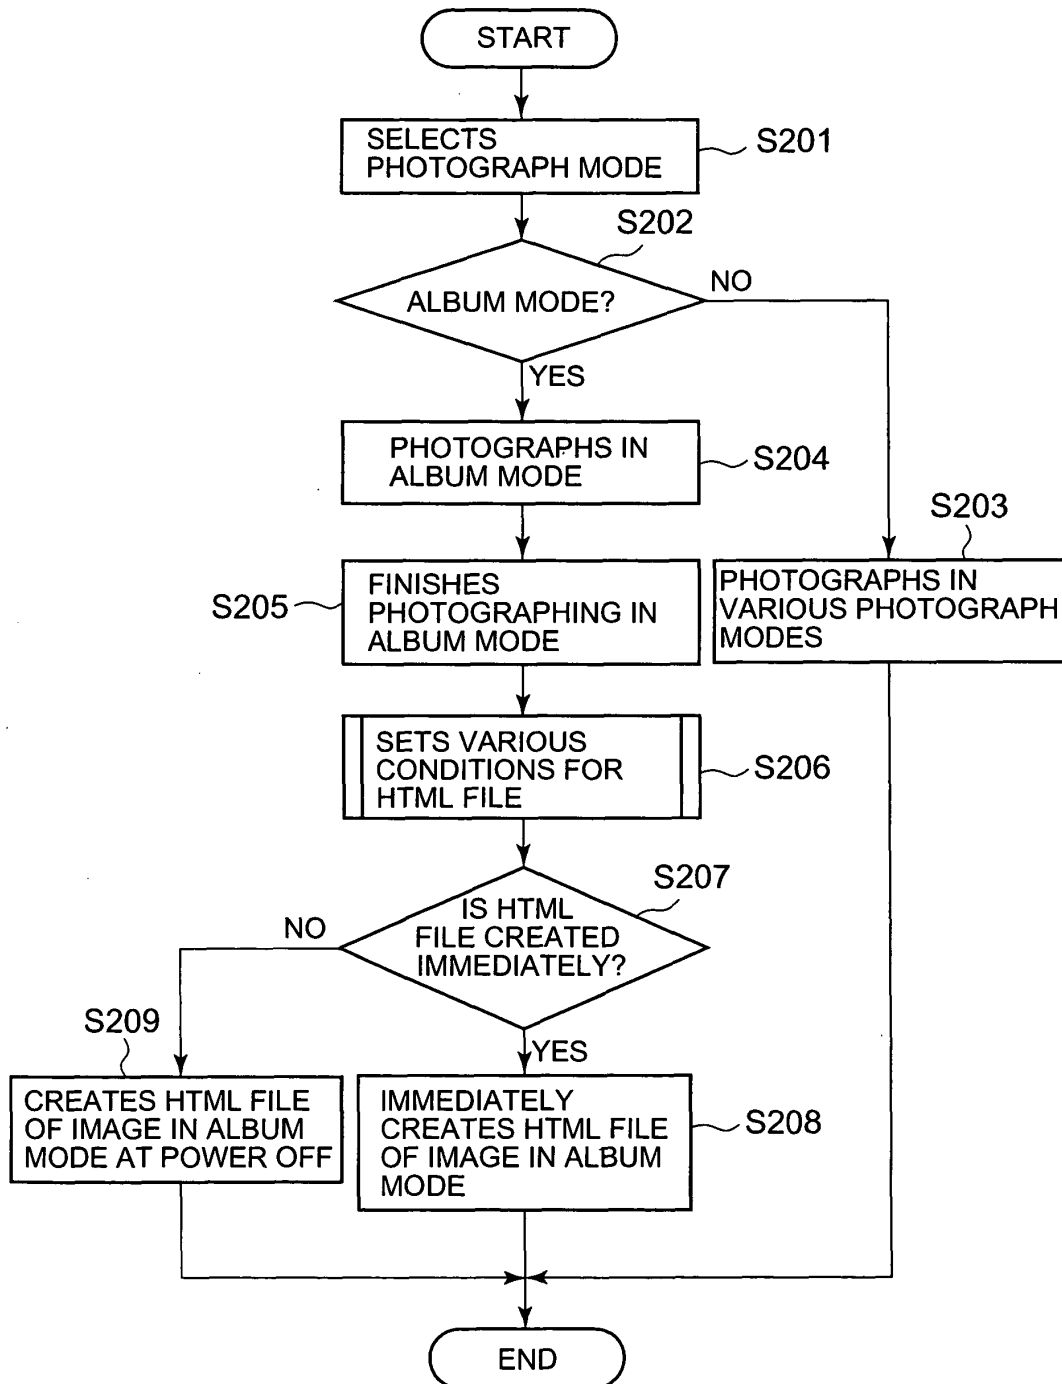 START
SELECTS
PHOTOGRAPH MODE
S201
S202
ALBUM MODE?
NO
YES
PHOTOGRAPHS IN
ALBUM MODE
S204
S203
PHOTOGRAPHS IN
VARIOUS PHOTOGRAPH
MODES
S205
FINISHES
PHOTOGRAPHING IN
ALBUM MODE
SETS VARIOUS
CONDITIONS FOR
HTML FILE
S206
S207
IS HTML
FILE CREATED
IMMEDIATELY?
NO
YES
S209
CREATES HTML FILE
OF IMAGE IN ALBUM
MODE AT POWER OFF
IMMEDIATELY
CREATES HTML FILE
OF IMAGE IN ALBUM
MODE
S208
END